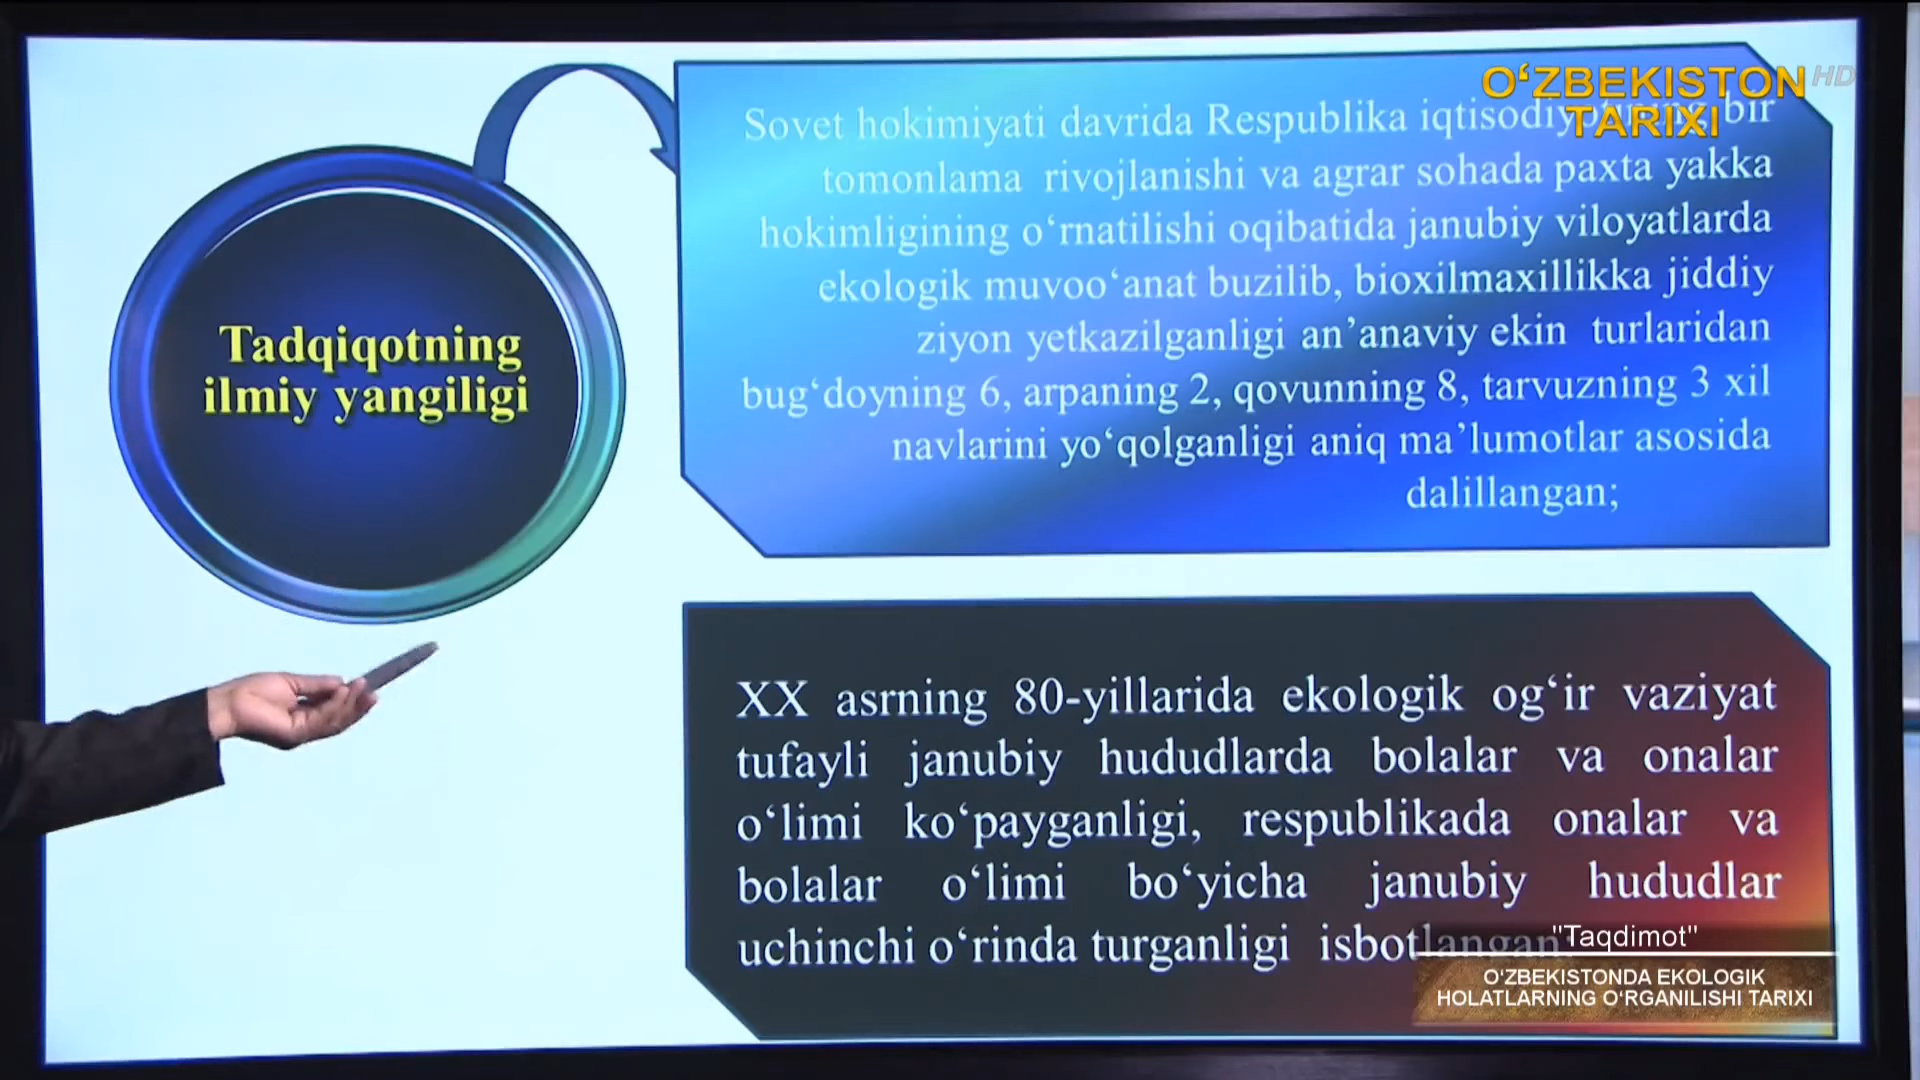 O‘ZBEKISTON HD
TARIXI
Tadqiqotning
ilmiy yangiligi
Sovet hokimiyati davrida Respublika iqtisodiyotining bir
tomonlama rivojlanishi va agrar sohada paxta yakka
hokimligining o‘rnatilishi oqibatida janubiy viloyatlarda
ekologik muvoo‘anat buzilib, bioxilmaxillikka jiddiy
ziyon yetkazilganligi an’anaviy ekin turlaridan
bug‘doyning 6, arpaning 2, qovunning 8, tarvuzning 3 xil
navlarini yo‘qolganligi aniq ma’lumotlar asosida
dalillangan;
XX asrning 80-yillarida ekologik og‘ir vaziyat
tufayli janubiy hududlarda bolalar va onalar
o‘limi ko‘payganligi, respublikada onalar va
bolalar o‘limi bo‘yicha janubiy hududlar
uchinchi o‘rinda turganligi isbotlangan
"Taqdimot"
O‘ZBEKISTONDA EKOLOGIK
HOLATLARNING O‘RGANILISHI TARIXI